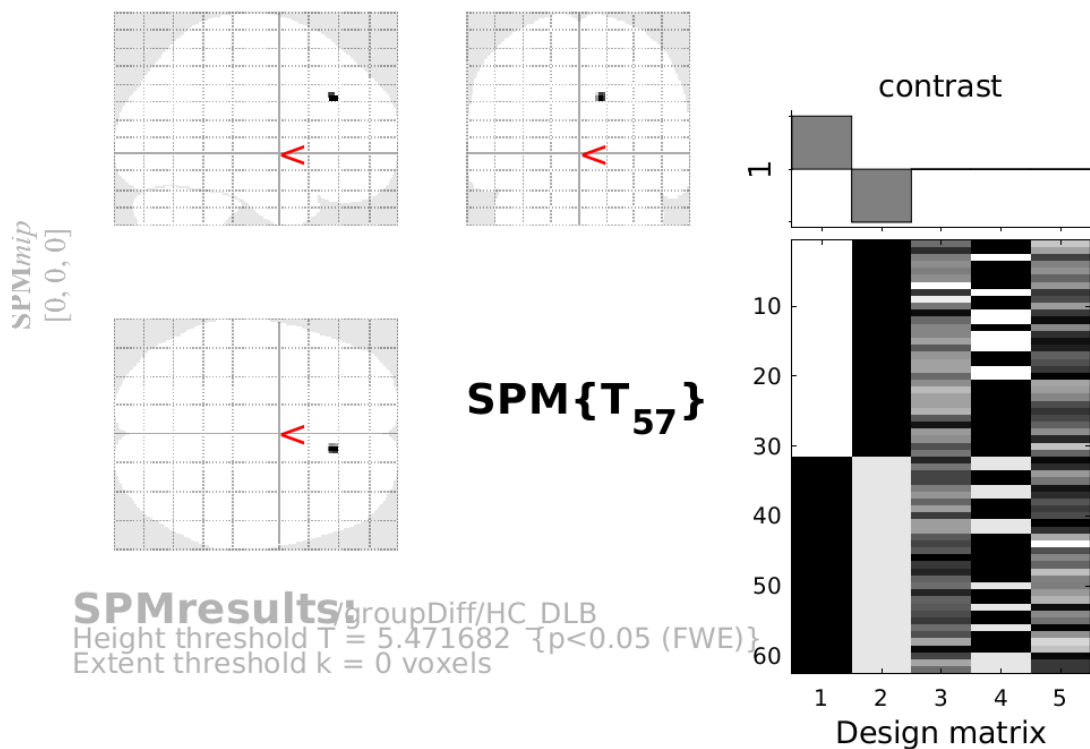 contrast
1
SPMmip
[0, 0, 0]
<
<
<
SPM{T57}
10
20
30
40
50
60
1 2 3 4 5
Design matrix
SPMresults: /groupDiff/HC_DLB
Height threshold T = 5.471682 {p<0.05 (FWE)}
Extent threshold k = 0 voxels